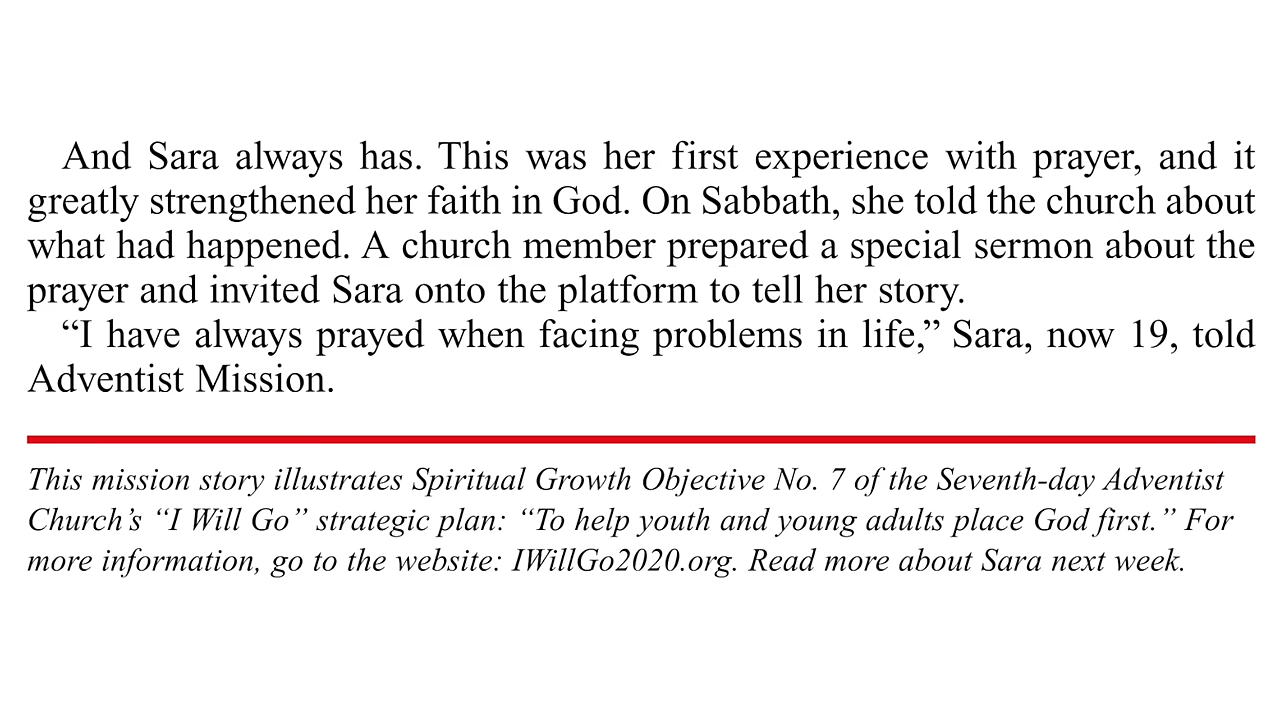 And Sara always has. This was her first experience with prayer, and it
greatly strengthened her faith in God. On Sabbath, she told the church about
what had happened. A church member prepared a special sermon about the
prayer and invited Sara onto the platform to tell her story.
“I have always prayed when facing problems in life,” Sara, now 19, told
Adventist Mission.
This mission story illustrates Spiritual Growth Objective No. 7 of the Seventh-day Adventist
Church’s “I Will Go” strategic plan: “To help youth and young adults place God first.” For
more information, go to the website: IWillGo2020.org. Read more about Sara next week.